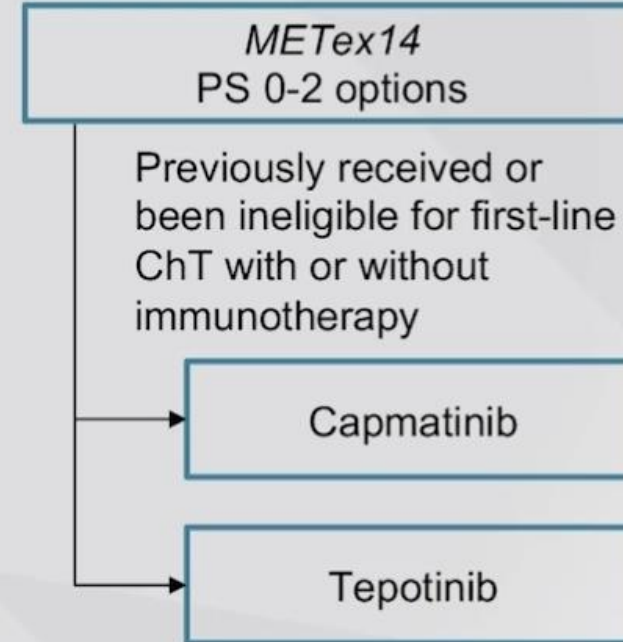 METex14
PS 0-2 options
Previously received or
been ineligible for first-line
ChT with or without
immunotherapy
Capmatinib
Tepotinib